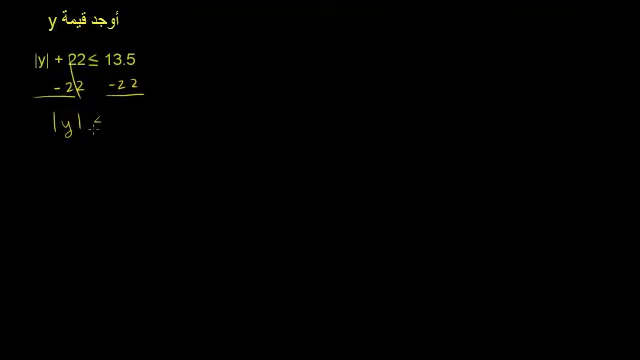 أوجد قيمة y
|y| + 22 ≤ 13.5
-22 -22
|y| ≤